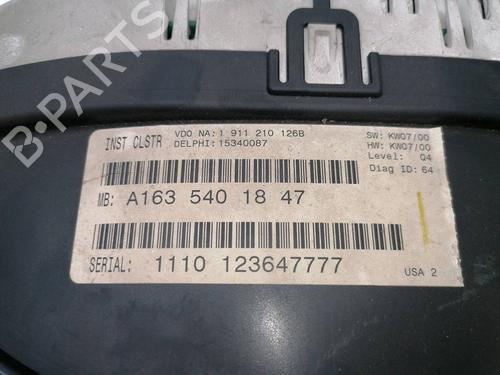 B-PARTS
INST CLSTR
VDO NA: 1 911 210 126B
DELPHI: 15340087
SW: KW07/00
HW: KW07/00
Level: 04
Diag ID: 64
MB: A163 540 18 47
SERIAL: 1110 123647777
USA 2